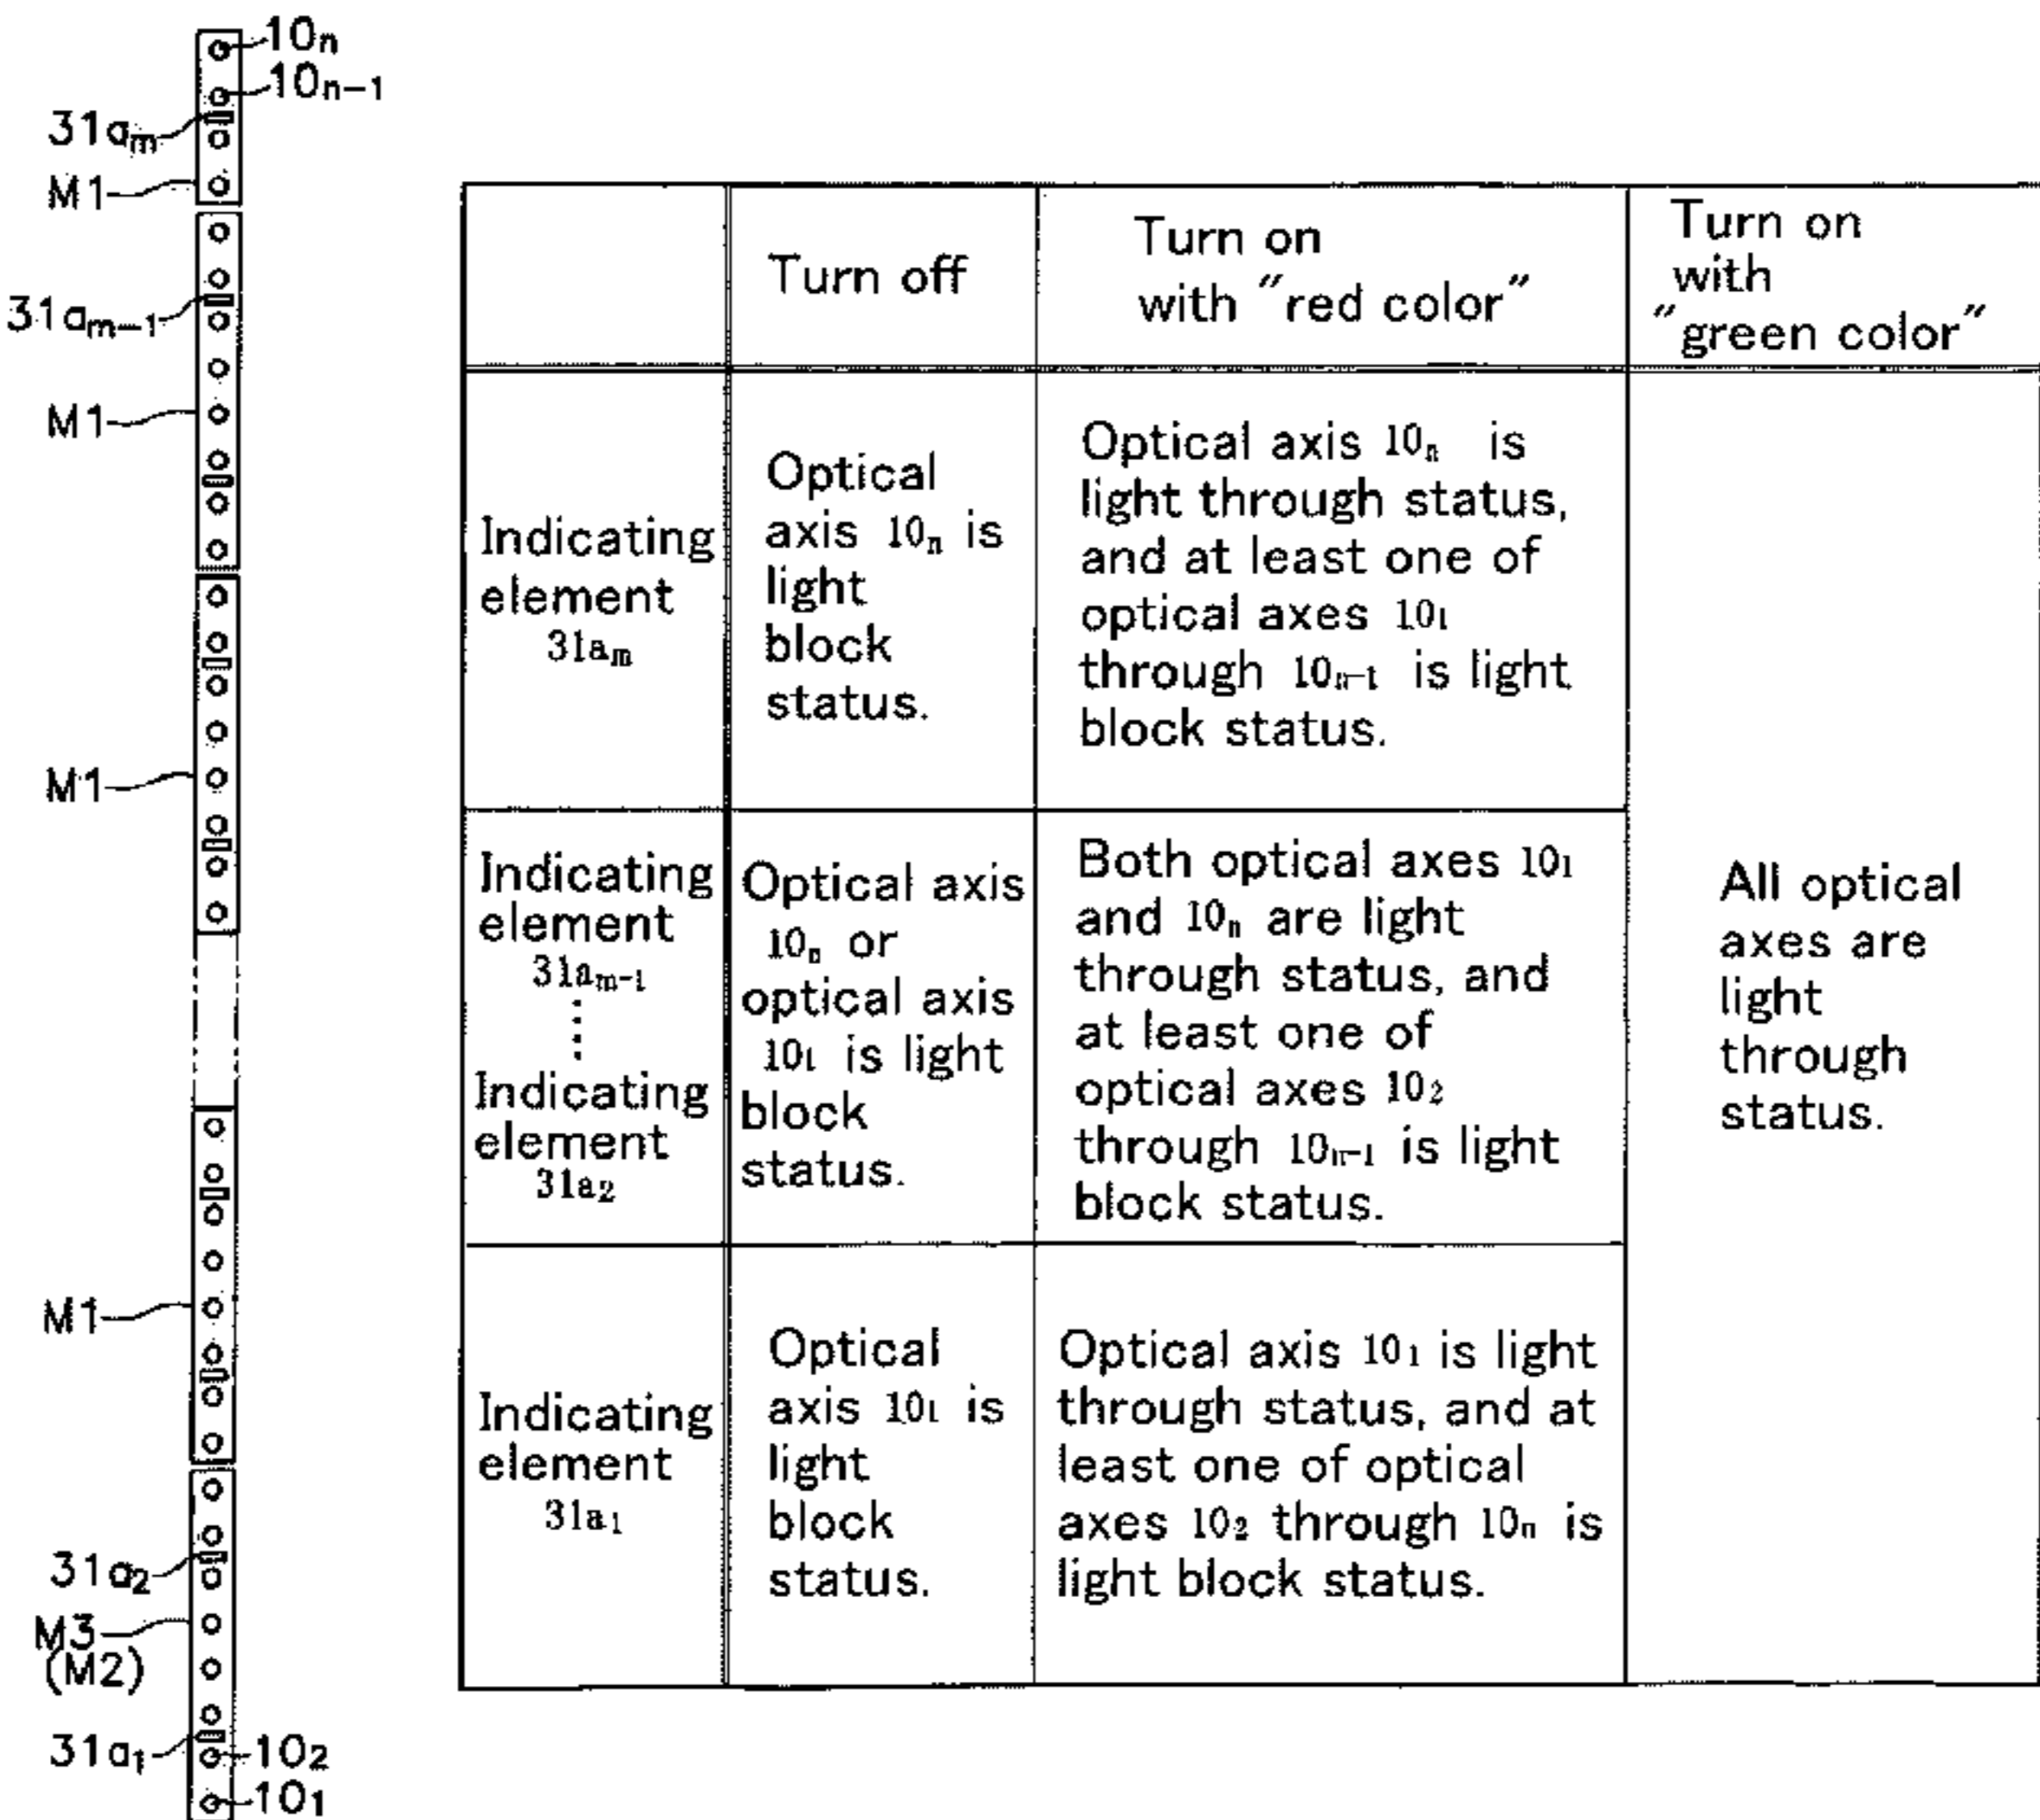 10n
10n-1
31am
M1
31am-1
M1
M1
M1
31a2
M3
(M2)
31a1
102
101
Turn off
Turn on
with "red color"
Turn on
with
"green color"
Indicating
element
31am
Optical
axis 10n is
light
block
status.
Optical axis 10n is
light through status,
and at least one of
optical axes 101
through 10n-1 is light
block status.
Indicating
element
31am-1
Indicating
element
31a2
Optical axis
10n or
optical axis
101 is light
block
status.
Both optical axes 101
and 10n are light
through status, and
at least one of
optical axes 102
through 10n-1 is light
block status.
All optical
axes are
light
through
status.
Indicating
element
31a1
Optical
axis 101 is
light
block
status.
Optical axis 101 is light
through status, and at
least one of optical
axes 102 through 10n is
light block status.